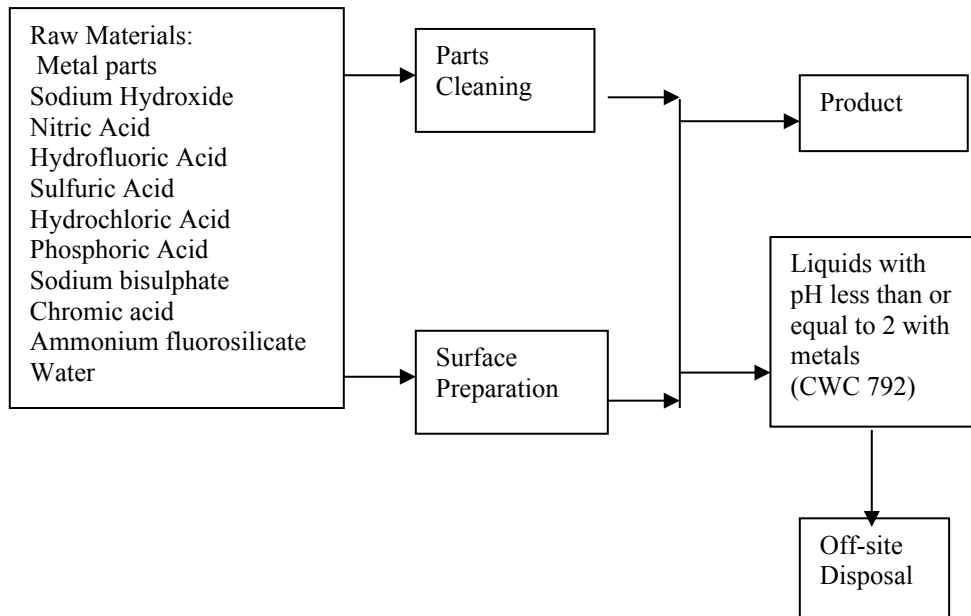 Raw Materials:
Metal parts
Sodium Hydroxide
Nitric Acid
Hydrofluoric Acid
Sulfuric Acid
Hydrochloric Acid
Phosphoric Acid
Sodium bisulphate
Chromic acid
Ammonium fluorosilicate
Water
Parts
Cleaning
Surface
Preparation
Product
Liquids with
pH less than or
equal to 2 with
metals
(CWC 792)
Off-site
Disposal